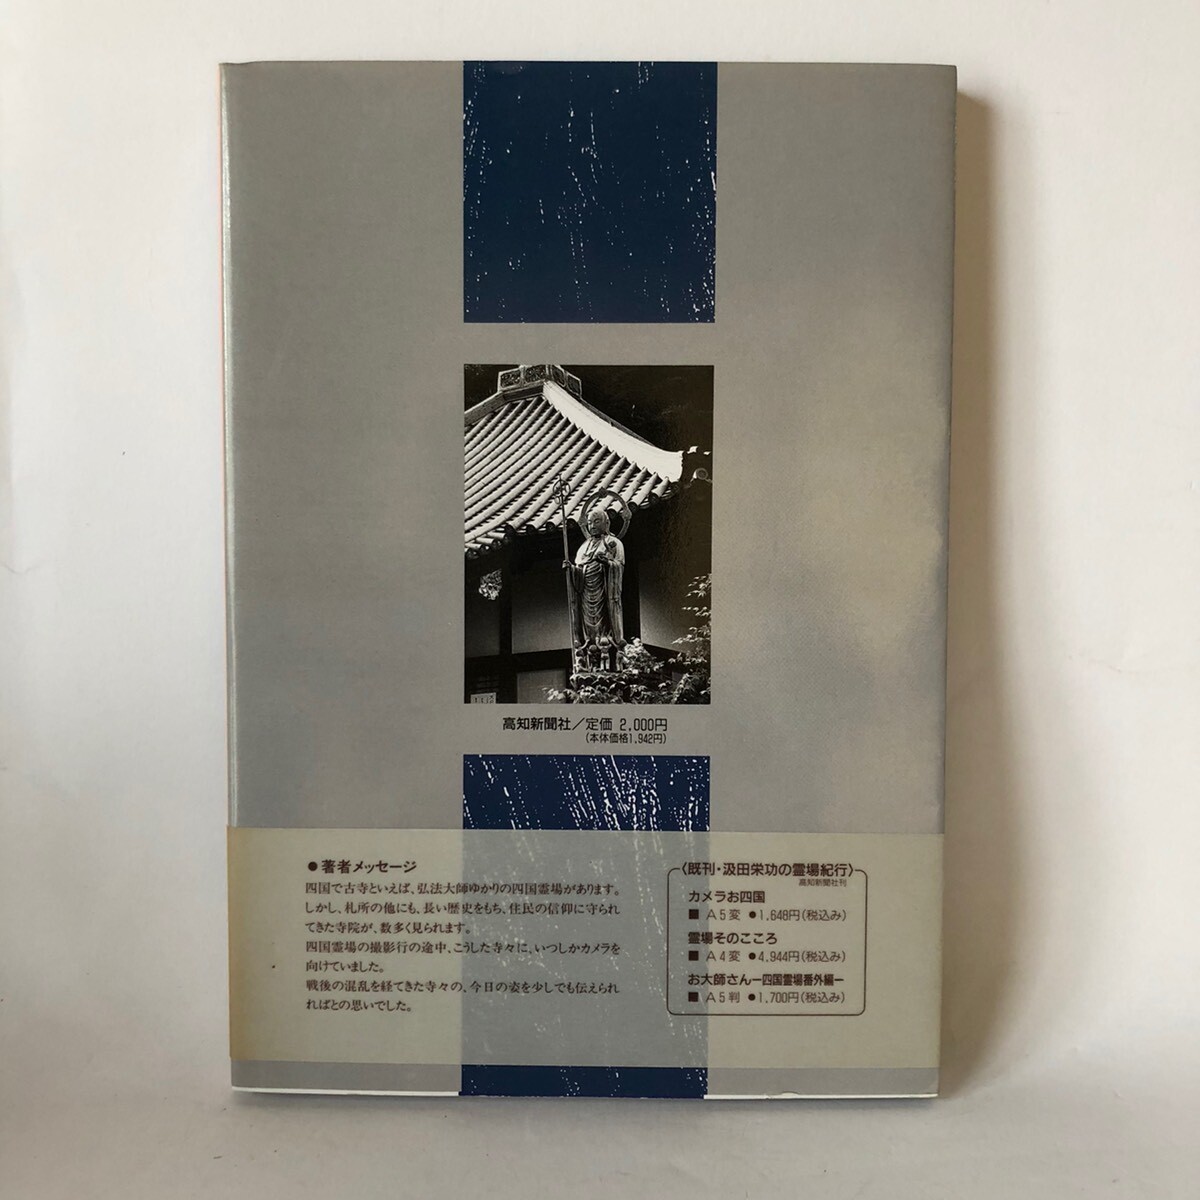 高知新聞社／定価 2,000円
（本体価格1,942円）
●著者メッセージ
四国で古寺といえば、弘法大師ゆかりの四国霊場があります。
しかし、札所の他にも、長い歴史をもち、住民の信仰に守られ
てきた寺院が、数多く見られます。
四国霊場の撮影行の途中、こうした寺々に、いつしかカメラを
向けていました。
戦後の混乱を経てきた寺々の、今日の姿を少しでも伝えられ
ればとの思いでした。
〈既刊・汲田栄功の霊場紀行〉
高知新聞社刊
カメラお四国
■ A5変 ●1,648円（税込み）
霊場そのこころ
■ A4変 ●4,944円（税込み）
お大師さんー四国霊場番外編ー
■ A5判 ●1,700円（税込み）